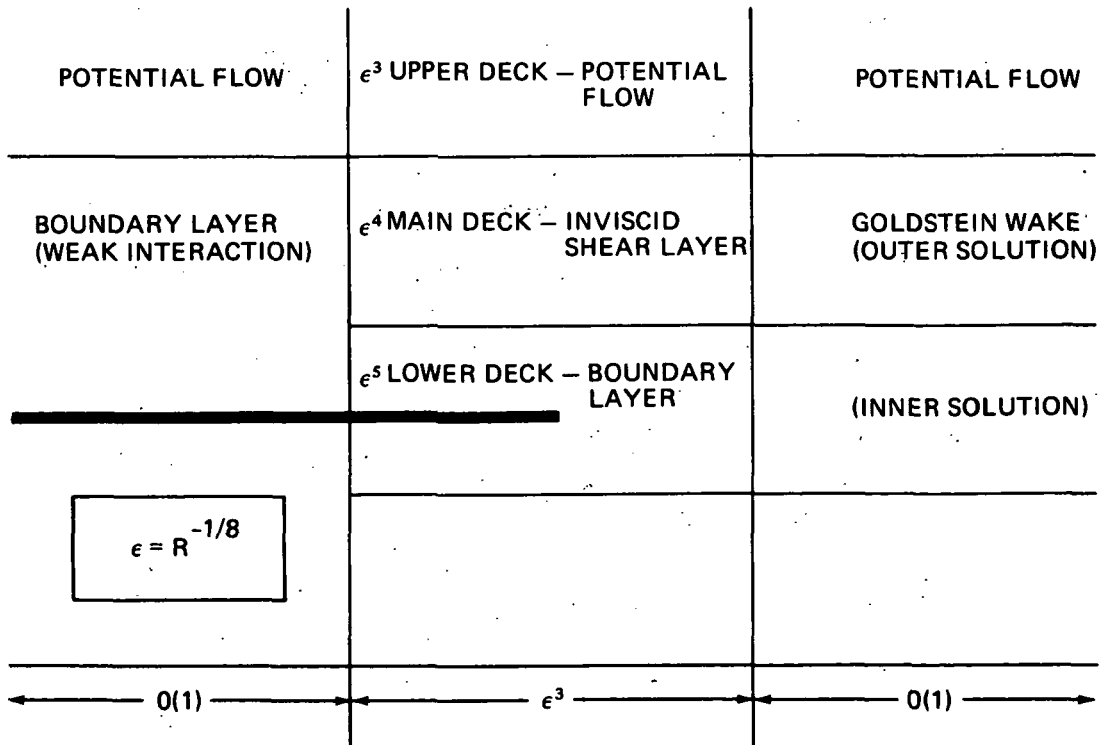 POTENTIAL FLOW
ϵ³ UPPER DECK – POTENTIAL
FLOW
POTENTIAL FLOW
BOUNDARY LAYER
(WEAK INTERACTION)
ϵ⁴ MAIN DECK – INVISCID
SHEAR LAYER
GOLDSTEIN WAKE
(OUTER SOLUTION)
ϵ⁵ LOWER DECK – BOUNDARY
LAYER
(INNER SOLUTION)
ϵ = R^-1/8
0(1)
ϵ³
0(1)